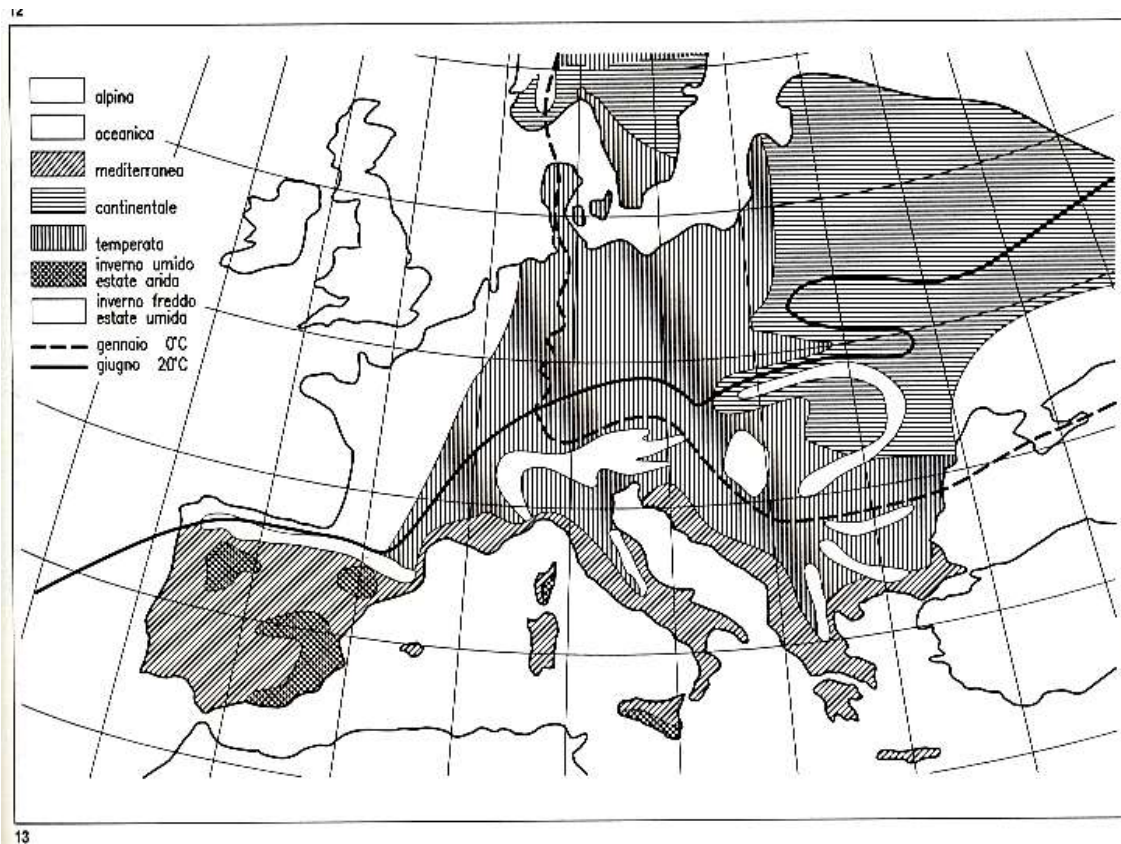 12
alpina
oceanica
mediterranea
continentale
temperata
inverno umido
estate arida
inverno freddo
estate umida
gennaio 0°C
giugno 20°C
13